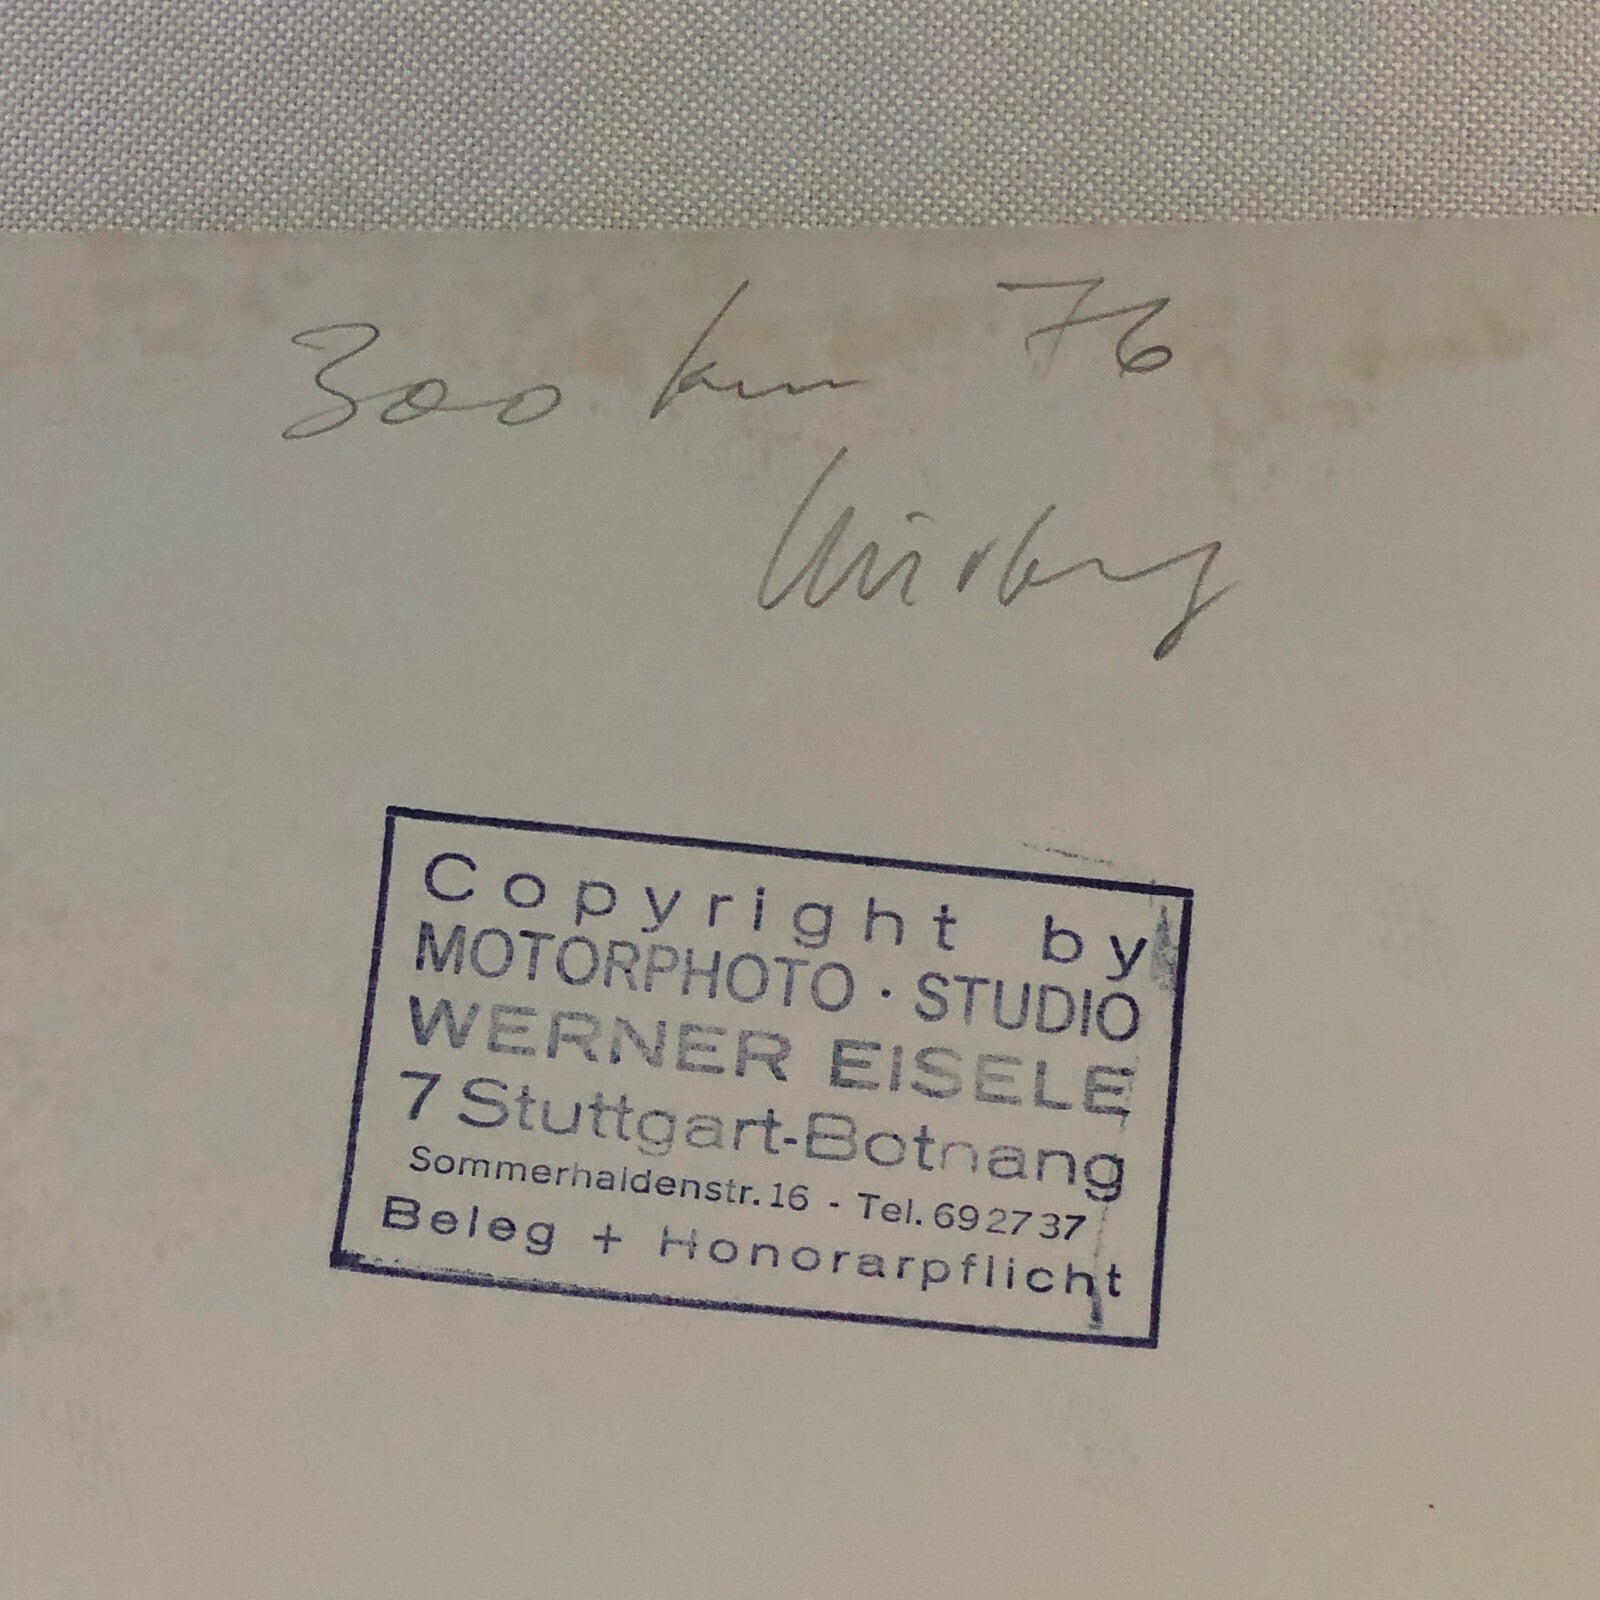 300 km 76
Nürbg
Copyright by
MOTORPHOTO · STUDIO
WERNER EISELE
7 Stuttgart-Botnang
Sommerhaldenstr. 16 - Tel. 69 27 37
Beleg + Honorarpflicht